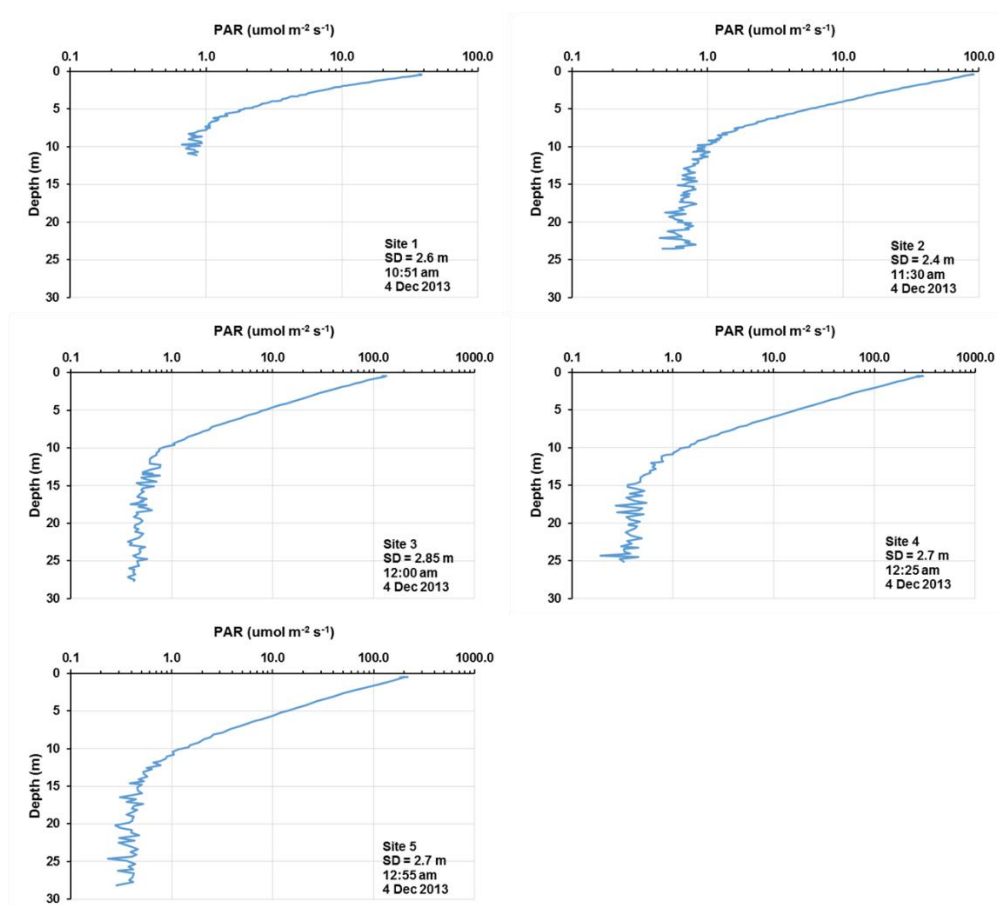 PAR (umol m⁻² s⁻¹)
0.1 1.0 10.0 100.0
0
5
10
15
20
25
30
Depth (m)
Site 1
SD = 2.6 m
10:51 am
4 Dec 2013
PAR (umol m⁻² s⁻¹)
0.1 1.0 10.0 100.0
0
5
10
15
20
25
30
Depth (m)
Site 2
SD = 2.4 m
11:30 am
4 Dec 2013
PAR (umol m⁻² s⁻¹)
0.1 1.0 10.0 100.0 1000.0
0
5
10
15
20
25
30
Depth (m)
Site 3
SD = 2.85 m
12:00 am
4 Dec 2013
PAR (umol m⁻² s⁻¹)
0.1 1.0 10.0 100.0 1000.0
0
5
10
15
20
25
30
Depth (m)
Site 4
SD = 2.7 m
12:25 am
4 Dec 2013
PAR (umol m⁻² s⁻¹)
0.1 1.0 10.0 100.0 1000.0
0
5
10
15
20
25
30
Depth (m)
Site 5
SD = 2.7 m
12:55 am
4 Dec 2013